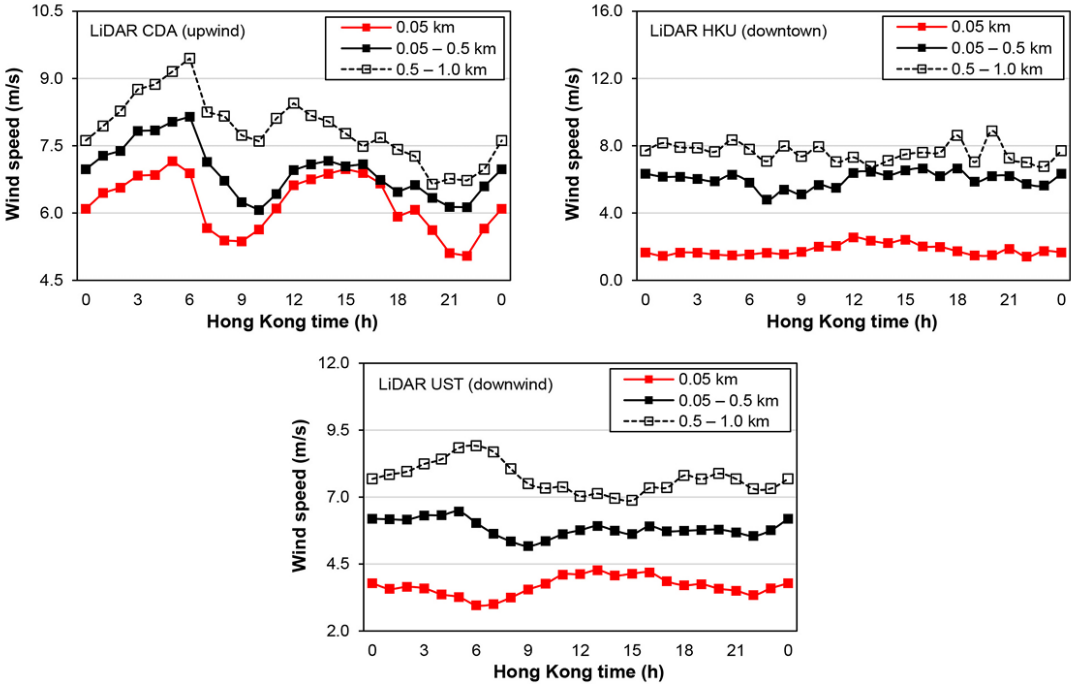 LiDAR CDA (upwind)
0.05 km
0.05 – 0.5 km
0.5 – 1.0 km
Wind speed (m/s)
10.5
9.0
7.5
6.0
4.5
0 3 6 9 12 15 18 21 0
Hong Kong time (h)
LiDAR HKU (downtown)
0.05 km
0.05 – 0.5 km
0.5 – 1.0 km
Wind speed (m/s)
16.0
12.0
8.0
4.0
0.0
0 3 6 9 12 15 18 21 0
Hong Kong time (h)
LiDAR UST (downwind)
0.05 km
0.05 – 0.5 km
0.5 – 1.0 km
Wind speed (m/s)
12.0
9.5
7.0
4.5
2.0
0 3 6 9 12 15 18 21 0
Hong Kong time (h)